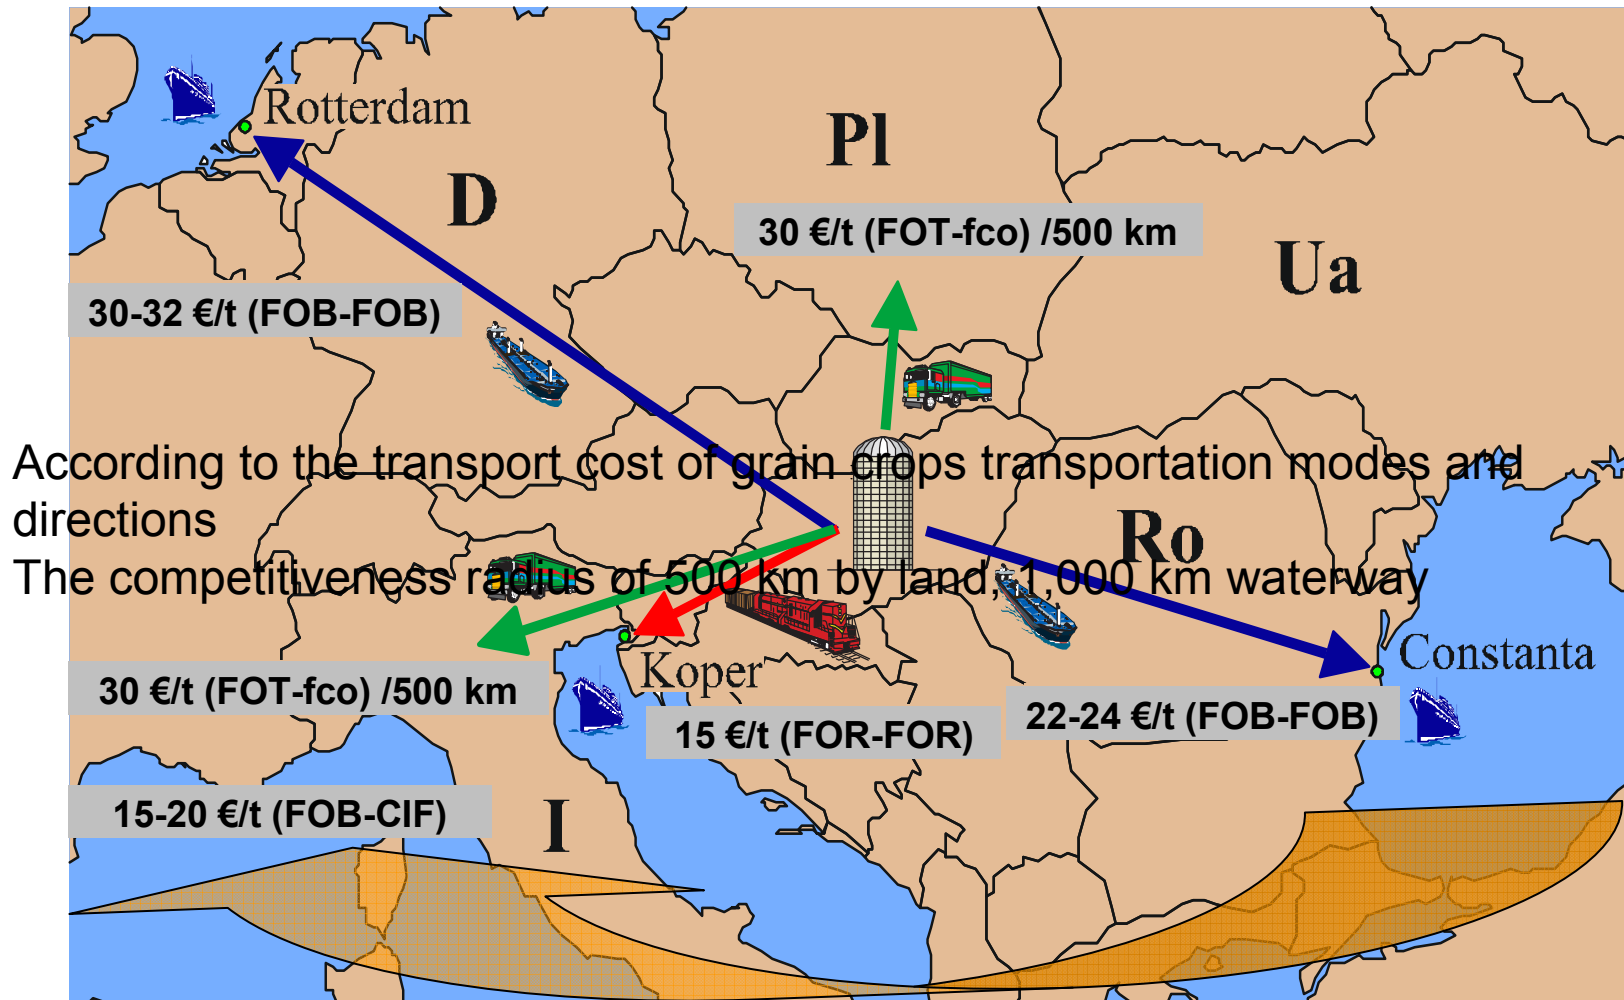 Rotterdam
Pl
D
30 €/t (FOT-fco) /500 km
Ua
30-32 €/t (FOB-FOB)
According to the transport cost of grain crops transportation modes and
directions
Ro
The competitiveness radius of 500 km by land, 1,000 km waterway
Koper
Constanta
30 €/t (FOT-fco) /500 km
15 €/t (FOR-FOR)
22-24 €/t (FOB-FOB)
15-20 €/t (FOB-CIF)
I